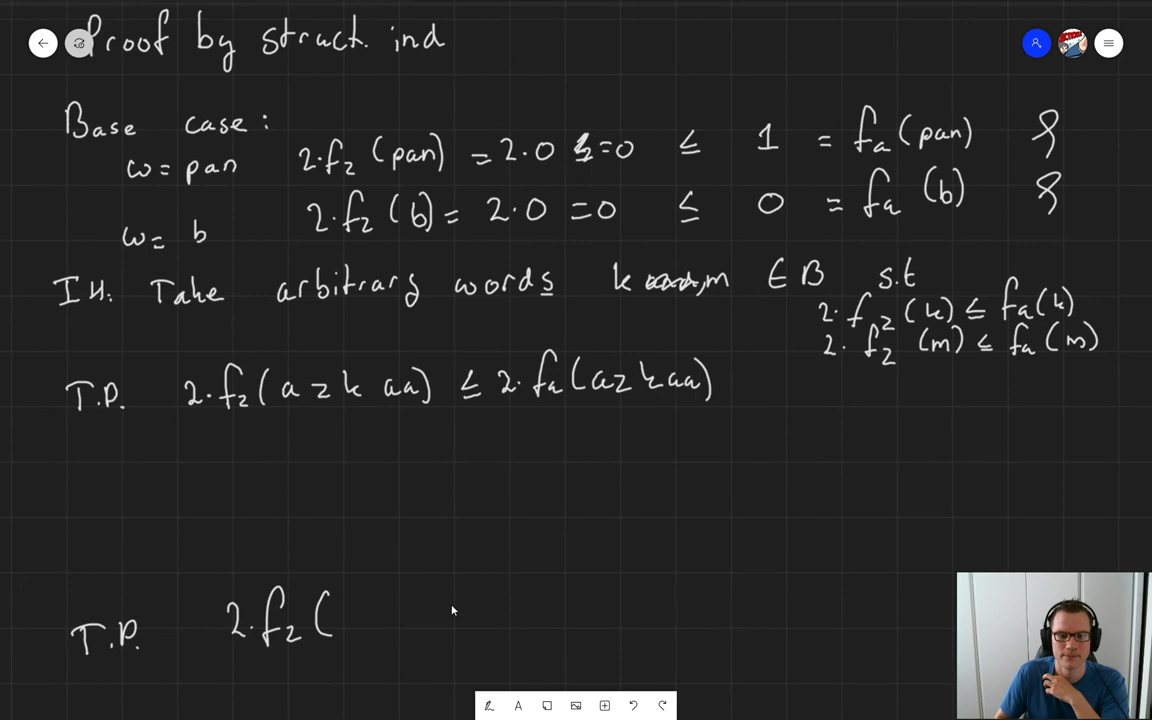 Proof by struct. ind
Base case:
w = pan 2·f₂ (pan) = 2·0 = 0 ≤ 1 = fₐ (pan)
w = b 2·f₂ (b) = 2·0 = 0 ≤ 0 = fₐ (b)
I.H. Take arbitrary words k, m ∈ B s.t
2·f₂ (k) ≤ fₐ (k)
2·f₂ (m) ≤ fₐ (m)
T.P. 2·f₂ (a z k aa) ≤ 2·fₐ (a z k aa)
T.P. 2·f₂ (